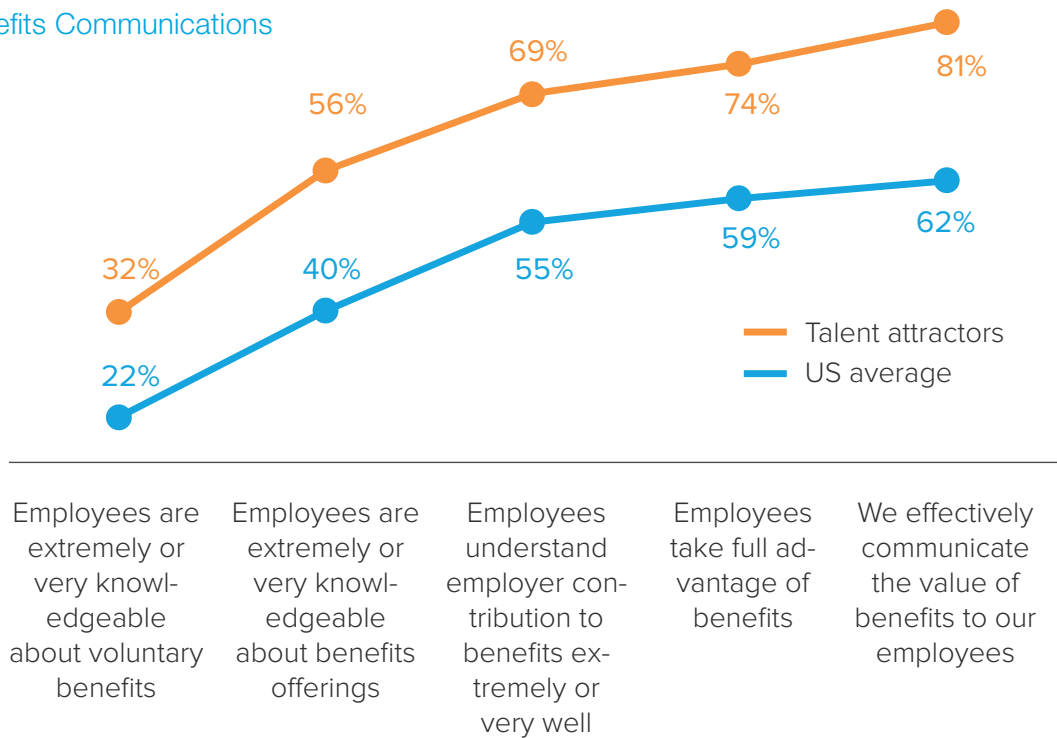 efits Communications
81%
69%
74%
56%
32%
62%
59%
55%
40%
22%
Talent attractors
US average
Employees are
extremely or
very knowl-
edgeable
about voluntary
benefits
Employees are
extremely or
very knowl-
edgeable
about benefits
offerings
Employees
understand
employer con-
tribution to
benefits ex-
tremely or
very well
Employees
take full ad-
vantage of
benefits
We effectively
communicate
the value of
benefits to our
employees